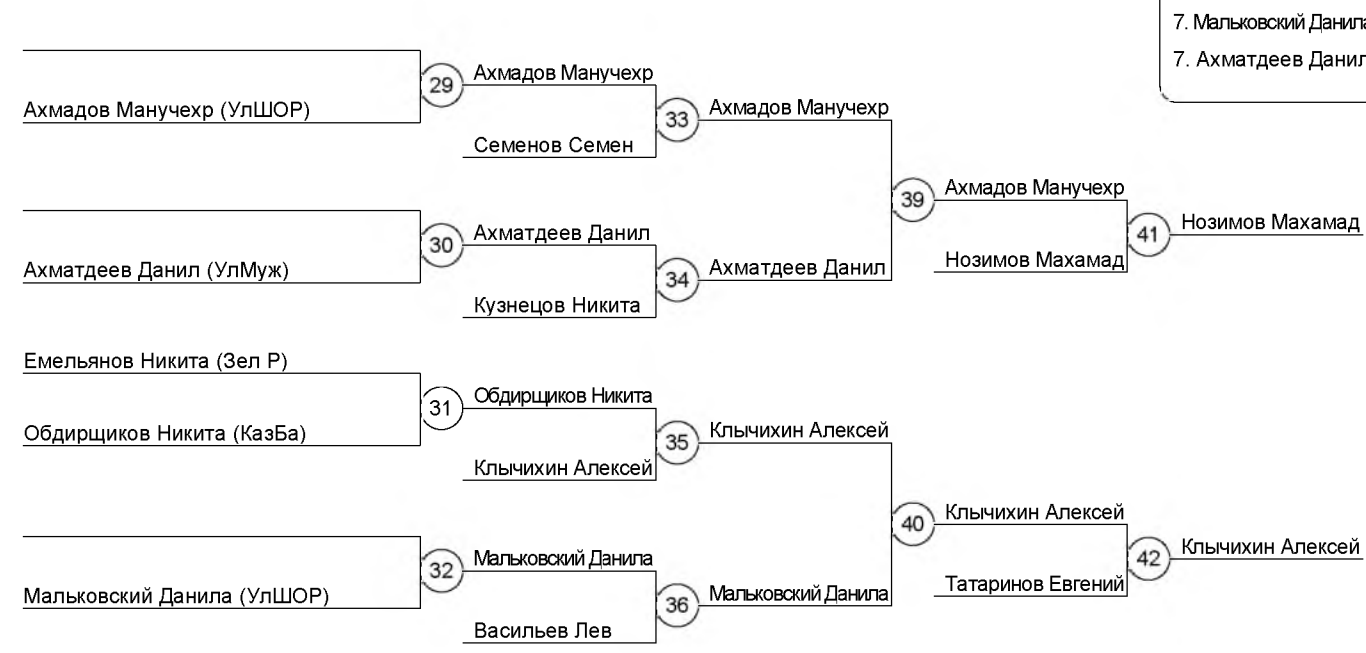 7. Мальковский Данила
7. Ахматдеев Данил
Ахмадов Манучехр (УлШОР)
29
Ахмадов Манучехр
Семенов Семен
33
Ахмадов Манучехр
Ахматдеев Данил (УлМуж)
30
Ахматдеев Данил
Кузнецов Никита
34
Ахматдеев Данил
39
Ахмадов Манучехр
Нозимов Махамад
41
Нозимов Махамад
Емельянов Никита (Зел Р)
Обдирщиков Никита (КазБа)
31
Обдирщиков Никита
Клычихин Алексей
35
Клычихин Алексей
Мальковский Данила (УлШОР)
32
Мальковский Данила
Васильев Лев
36
Мальковский Данила
40
Клычихин Алексей
Татаринов Евгений
42
Клычихин Алексей